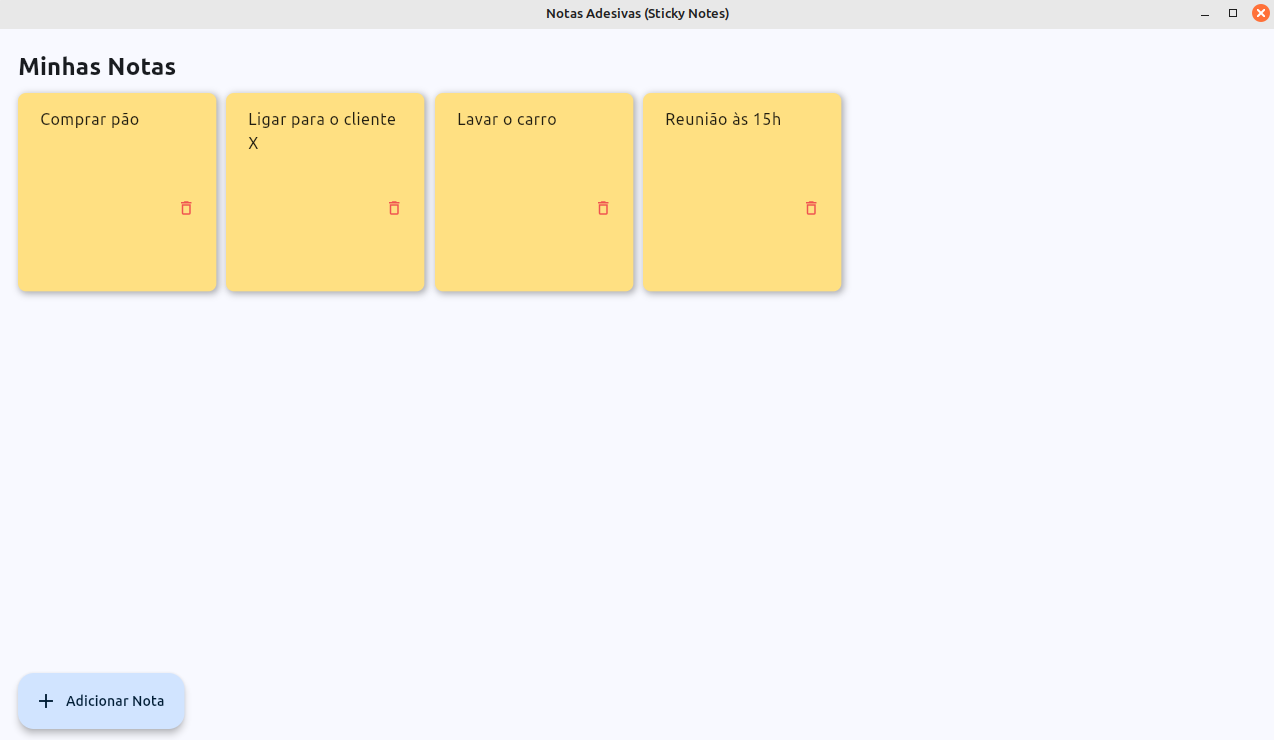 Notas Adesivas (Sticky Notes)
Minhas Notas
Comprar pão
Ligar para o cliente
X
Lavar o carro
Reunião às 15h
Adicionar Nota